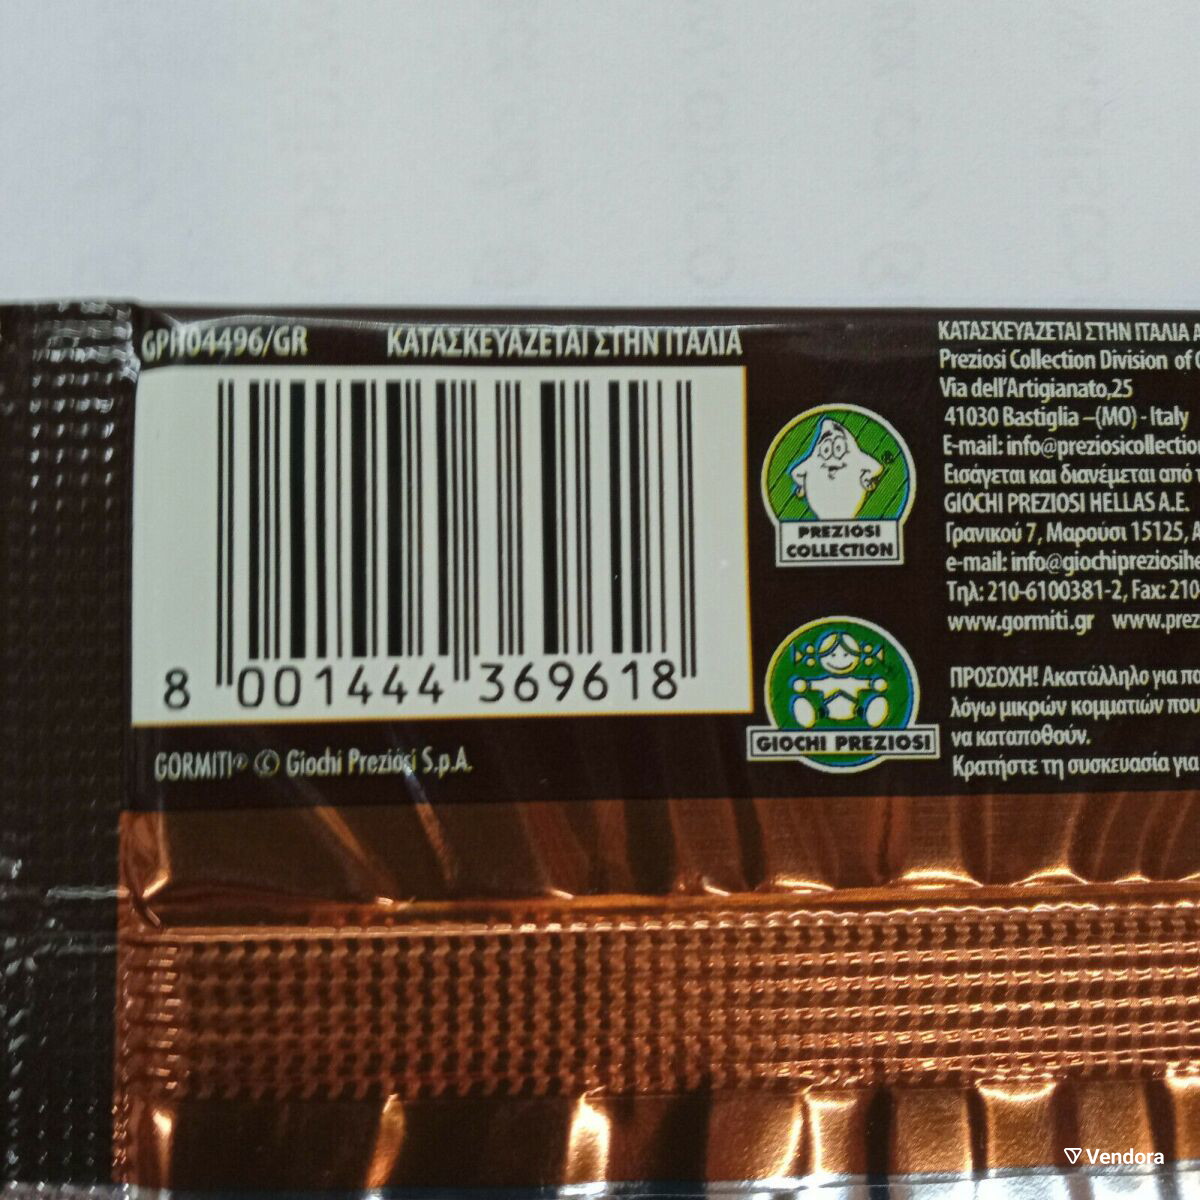 GPH04496/GR
ΚΑΤΑΣΚΕΥΑΖΕΤΑΙ ΣΤΗΝ ΙΤΑΛΙΑ
8 001444 369618
GORMITI® © Giochi Preziosi S.p.A.
PREZIOSI
COLLECTION
GIOCHI PREZIOSI
ΚΑΤΑΣΚΕΥΑΖΕΤΑΙ ΣΤΗΝ ΙΤΑΛΙΑ
Preziosi Collection Division of
Via dell'Artigianato,25
41030 Bastiglia –(MO) - Italy
E-mail: info@preziosicollection
Εισάγεται και διανέμεται από
GIOCHI PREZIOSI HELLAS A.E.
Γρανικού 7, Μαρούσι 15125,
e-mail: info@giochipreziosihe
Τηλ: 210-6100381-2, Fax: 210
www.gormiti.gr www.prez
ΠΡΟΣΟΧΗ! Ακατάλληλο για
λόγω μικρών κομματιών που
να καταποθούν.
Κρατήστε τη συσκευασία για
Vendora